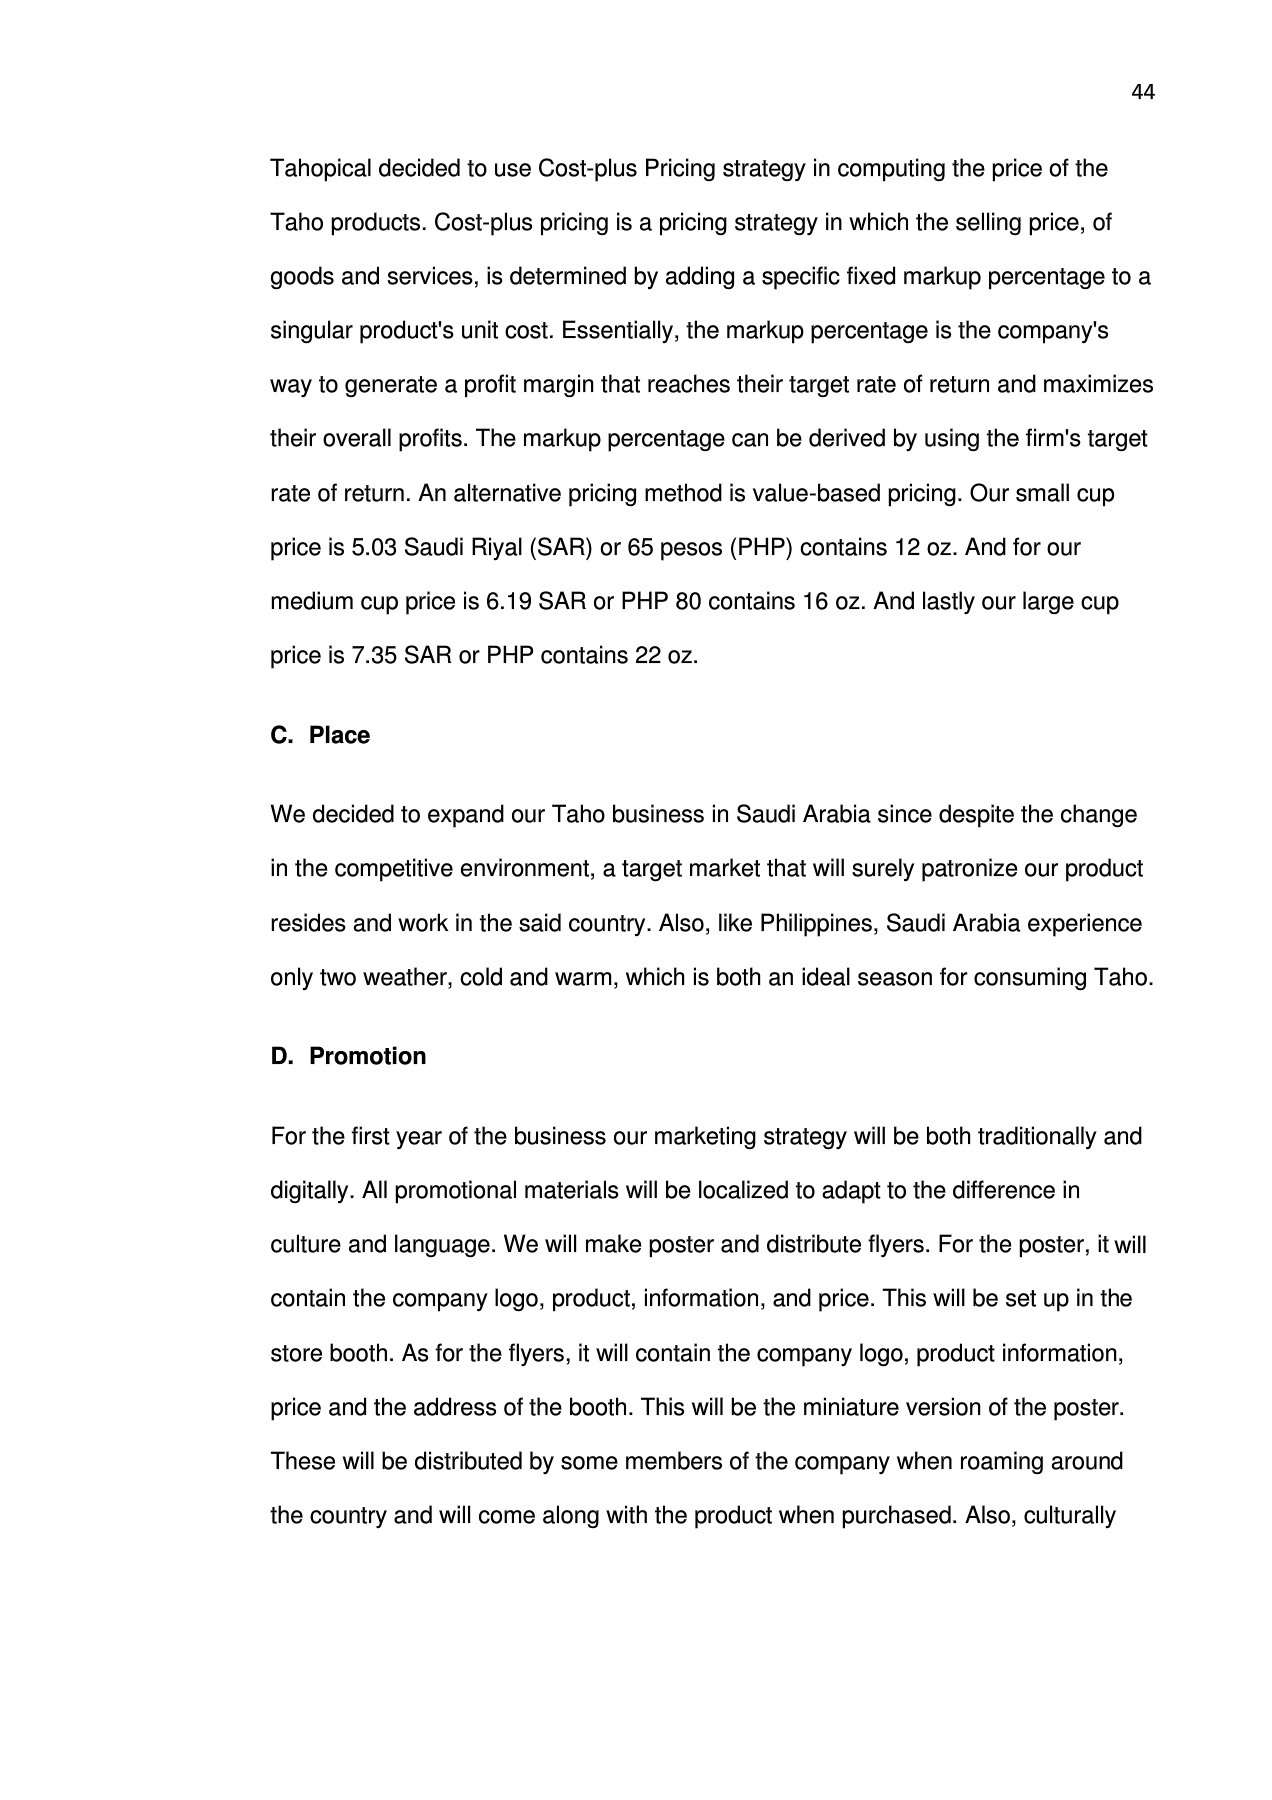 44
Tahopical decided to use Cost-plus Pricing strategy in computing the price of the
Taho products. Cost-plus pricing is a pricing strategy in which the selling price, of
goods and services, is determined by adding a specific fixed markup percentage to a
singular product's unit cost. Essentially, the markup percentage is the company's
way to generate a profit margin that reaches their target rate of return and maximizes
their overall profits. The markup percentage can be derived by using the firm's target
rate of return. An alternative pricing method is value-based pricing. Our small cup
price is 5.03 Saudi Riyal (SAR) or 65 pesos (PHP) contains 12 oz. And for our
medium cup price is 6.19 SAR or PHP 80 contains 16 oz. And lastly our large cup
price is 7.35 SAR or PHP contains 22 oz.
C. Place
We decided to expand our Taho business in Saudi Arabia since despite the change
in the competitive environment, a target market that will surely patronize our product
resides and work in the said country. Also, like Philippines, Saudi Arabia experience
only two weather, cold and warm, which is both an ideal season for consuming Taho.
D. Promotion
For the first year of the business our marketing strategy will be both traditionally and
digitally. All promotional materials will be localized to adapt to the difference in
culture and language. We will make poster and distribute flyers. For the poster, it will
contain the company logo, product, information, and price. This will be set up in the
store booth. As for the flyers, it will contain the company logo, product information,
price and the address of the booth. This will be the miniature version of the poster.
These will be distributed by some members of the company when roaming around
the country and will come along with the product when purchased. Also, culturally